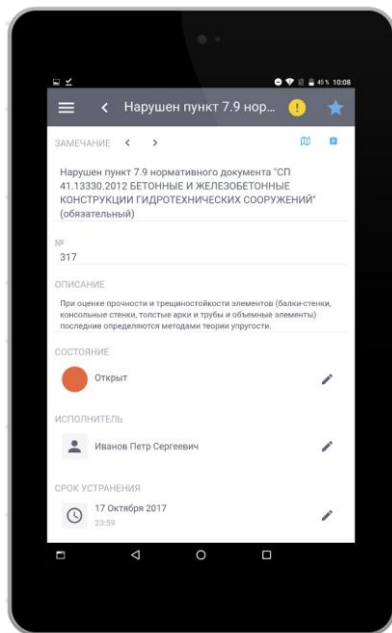 45% 10:08
Нарушен пункт 7.9 нор...
ЗАМЕЧАНИЕ
Нарушен пункт 7.9 нормативного документа "СП
41.13330.2012 БЕТОННЫЕ И ЖЕЛЕЗОБЕТОННЫЕ
КОНСТРУКЦИИ ГИДРОТЕХНИЧЕСКИХ СООРУЖЕНИЙ"
(обязательный)
№
317
ОПИСАНИЕ
При оценке прочности и трещиностойкости элементов (балки-стенки,
консольные стенки, толстые арки и трубы и объемные элементы)
последние определяются методами теории упругости.
СОСТОЯНИЕ
Открыт
ИСПОЛНИТЕЛЬ
Иванов Петр Сергеевич
СРОК УСТРАНЕНИЯ
17 Октября 2017
23:59